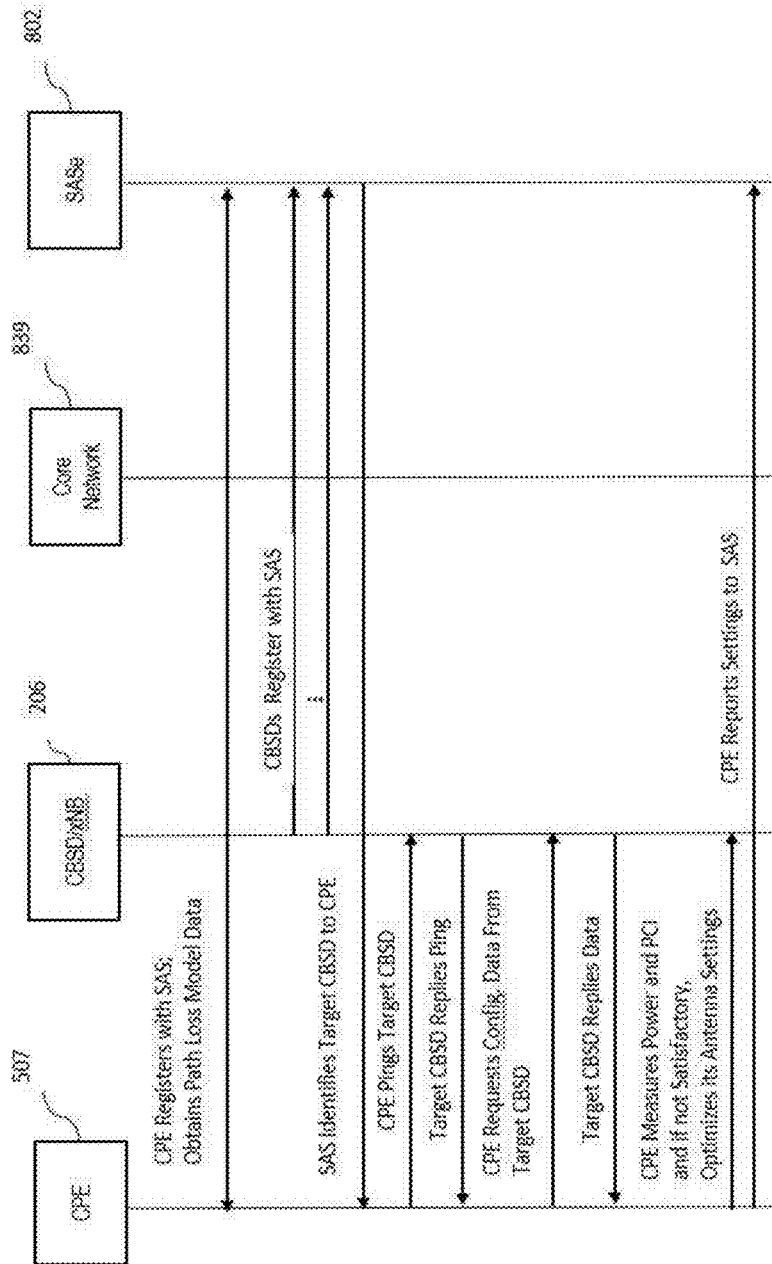 507
CPE
206
CBSD/xNB
839
Core
Network
802
SASe
CPE Registers with SAS;
Obtains Path Loss Model Data
CBSDs Register with SAS
SAS Identifies Target CBSD to CPE
CPE Pings Target CBSD
Target CBSD Replies Ping
CPE Requests Config. Data From
Target CBSD
Target CBSD Replies Data
CPE Measures Power and PCI
and if not Satisfactory,
Optimizes Its Antenna Settings
CPE Reports Settings to SAS